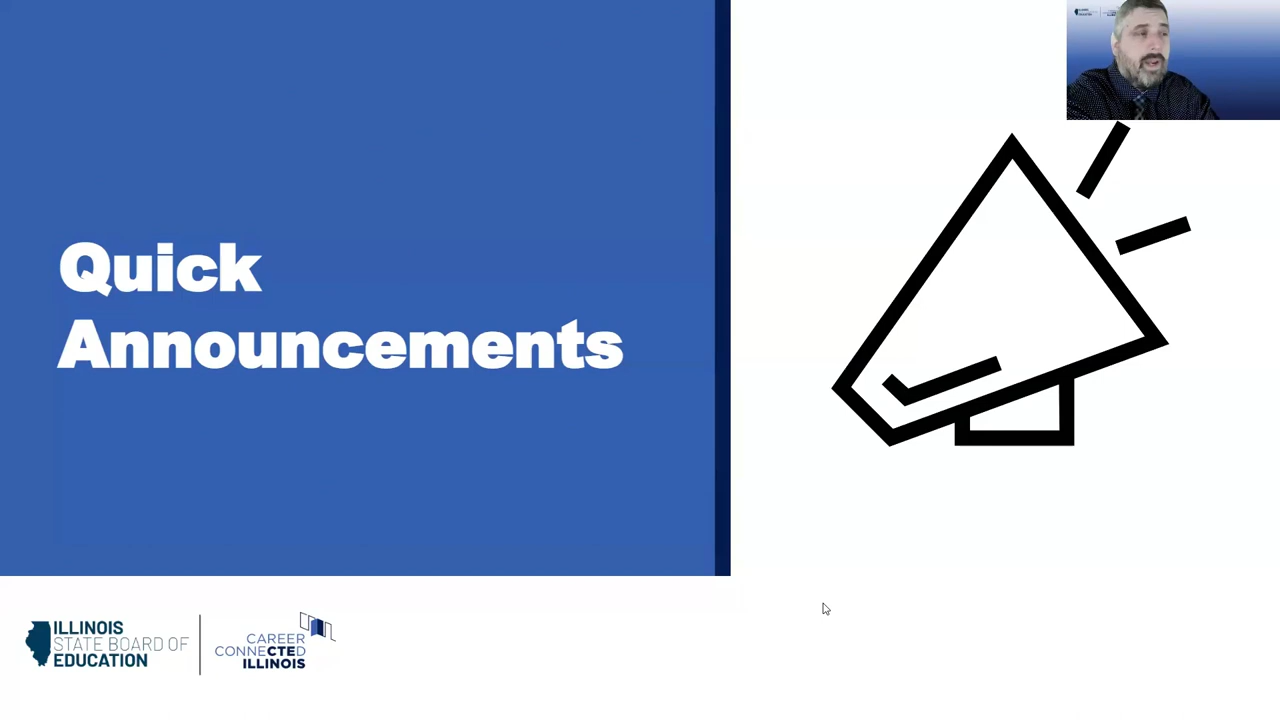 Quick
Announcements
ILLINOIS
STATE BOARD OF
EDUCATION
CAREER
CONNECTED
ILLINOIS